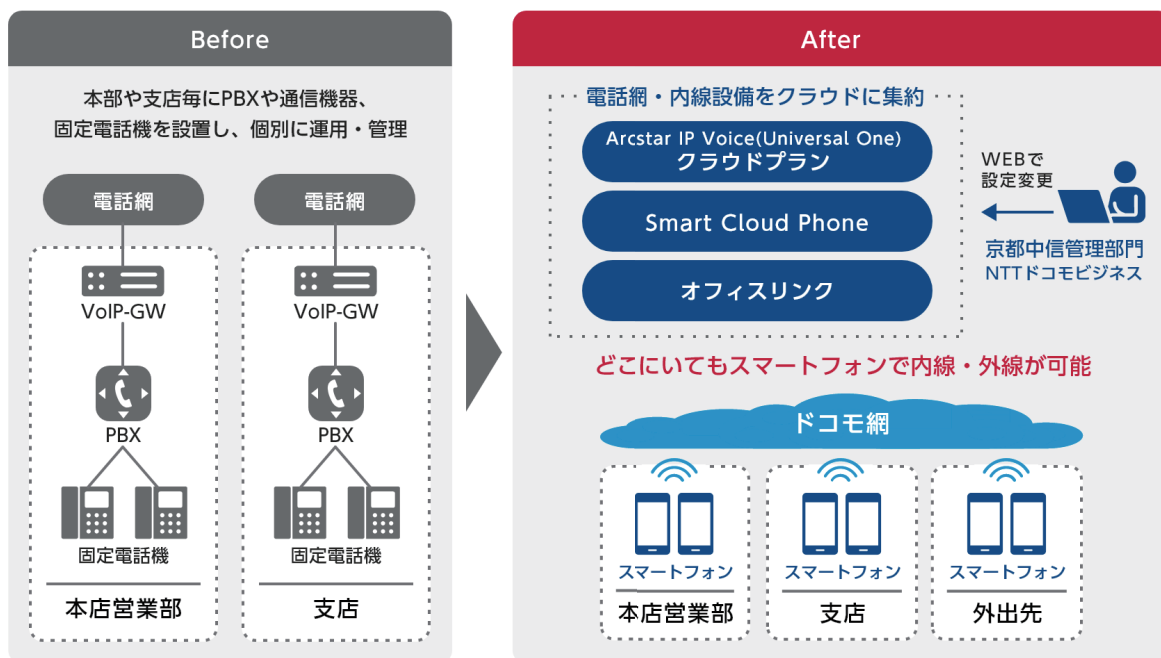 Before
本部や支店毎にPBXや通信機器、
固定電話機を設置し、個別に運用・管理
電話網
VoIP-GW
PBX
固定電話機
本店営業部
電話網
VoIP-GW
PBX
固定電話機
支店
After
電話網・内線設備をクラウドに集約
Arcstar IP Voice(Universal One)
クラウドプラン
Smart Cloud Phone
オフィスリンク
WEBで
設定変更
京都中信管理部門
NTTドコモビジネス
どこにいてもスマートフォンで内線・外線が可能
ドコモ網
スマートフォン
本店営業部
スマートフォン
支店
スマートフォン
外出先